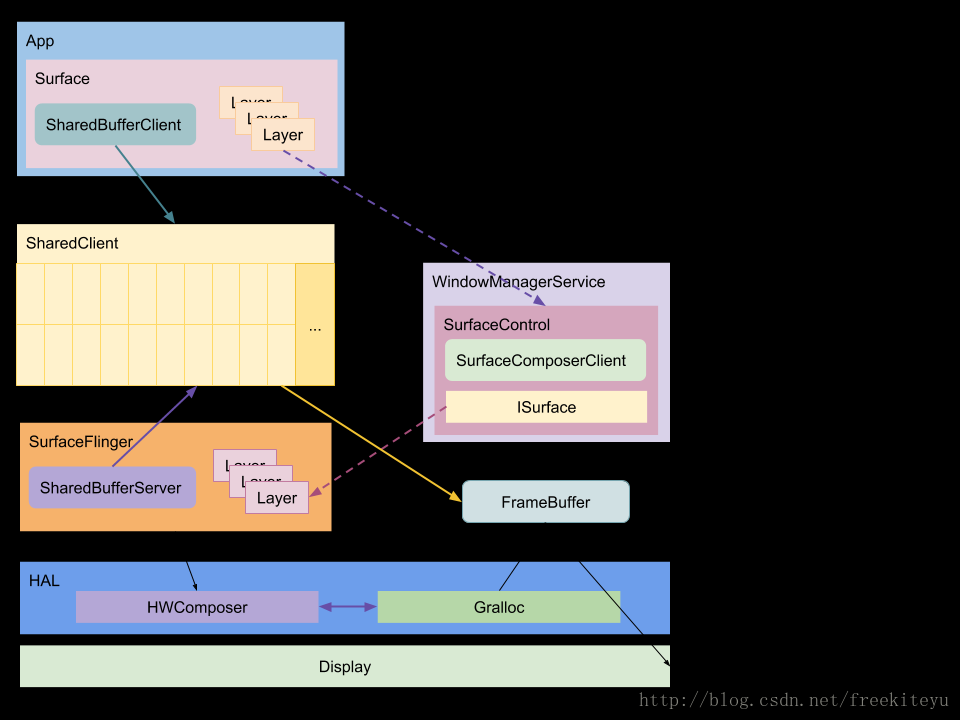 App
Surface
SharedBufferClient
Layer
Layer
Layer
SharedClient
...
WindowManagerService
SurfaceControl
SurfaceComposerClient
ISurface
SurfaceFlinger
SharedBufferServer
Layer
Layer
Layer
FrameBuffer
HAL
HWComposer
Gralloc
Display
http://blog.csdn.net/freekiteyu